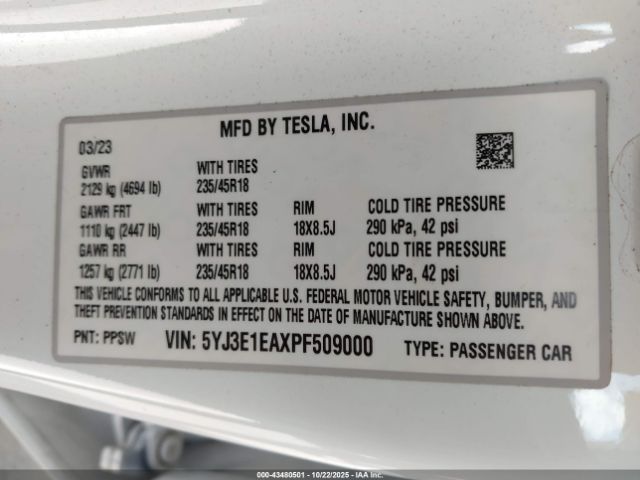 MFD BY TESLA, INC.
03/23
GVWR WITH TIRES
2129 kg (4694 lb) 235/45R18
GAWR FRT WITH TIRES RIM COLD TIRE PRESSURE
1110 kg (2447 lb) 235/45R18 18X8.5J 290 kPa, 42 psi
GAWR RR WITH TIRES RIM COLD TIRE PRESSURE
1257 kg (2771 lb) 235/45R18 18X8.5J 290 kPa, 42 psi
THIS VEHICLE CONFORMS TO ALL APPLICABLE U.S. FEDERAL MOTOR VEHICLE SAFETY, BUMPER, AND
THEFT PREVENTION STANDARDS IN EFFECT ON THE DATE OF MANUFACTURE SHOWN ABOVE.
PNT: PPSW VIN: 5YJ3E1EAXPF509000 TYPE: PASSENGER CAR
000-43480501 | 10/22/2025 | IAA Inc.